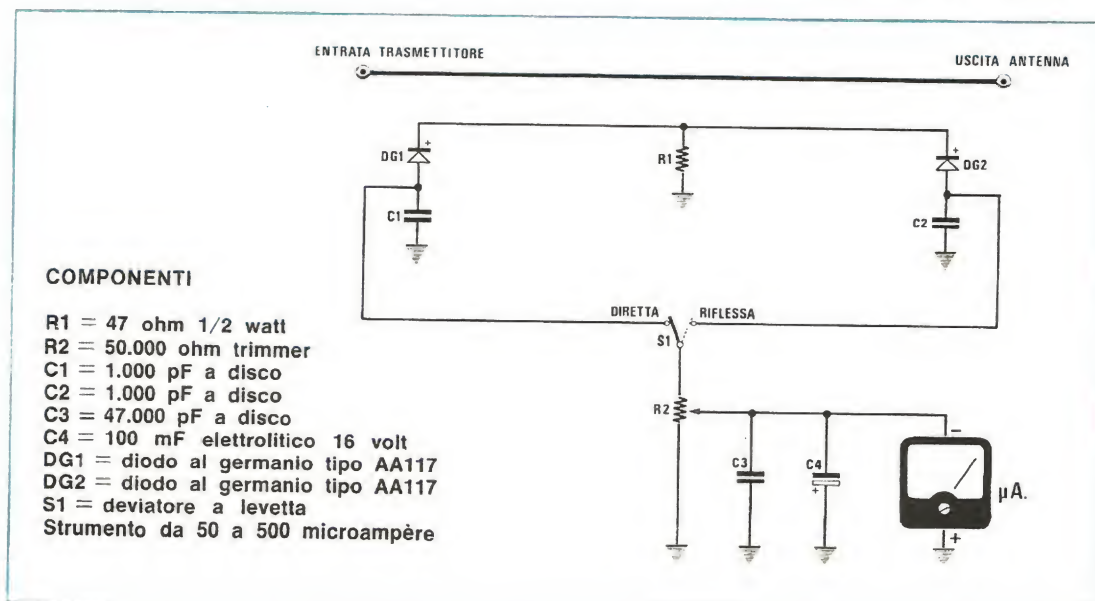 ENTRATA TRASMETTITORE
USCITA ANTENNA
DG1
+
R1
+
DG2
C1
C2
COMPONENTI
R1 = 47 ohm 1/2 watt
R2 = 50.000 ohm trimmer
C1 = 1.000 pF a disco
C2 = 1.000 pF a disco
C3 = 47.000 pF a disco
C4 = 100 mF elettrolitico 16 volt
DG1 = diodo al germanio tipo AA117
DG2 = diodo al germanio tipo AA117
S1 = deviatore a levetta
Strumento da 50 a 500 microampère
DIRETTA
RIFLESSA
S1
R2
C3
C4
+
−
µA.
+